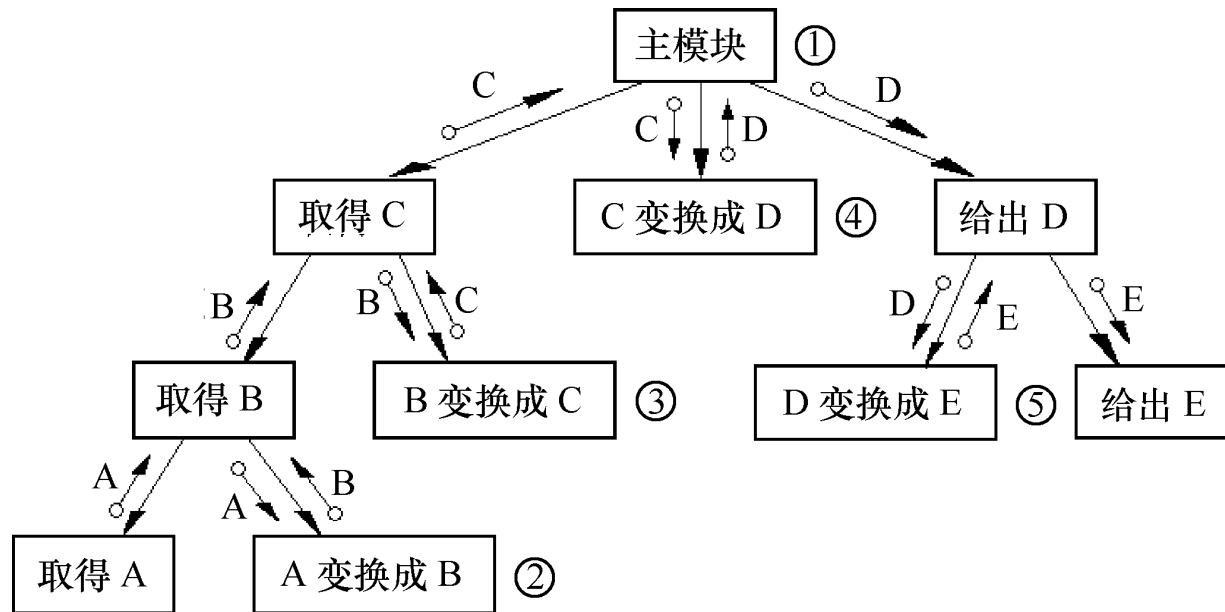 主模块 ①
C
C
D
D
取得 C
C 变换成 D ④
给出 D
B
B
C
D
E
E
取得 B
B 变换成 C ③
D 变换成 E ⑤
给出 E
A
A
B
取得 A
A 变换成 B ②